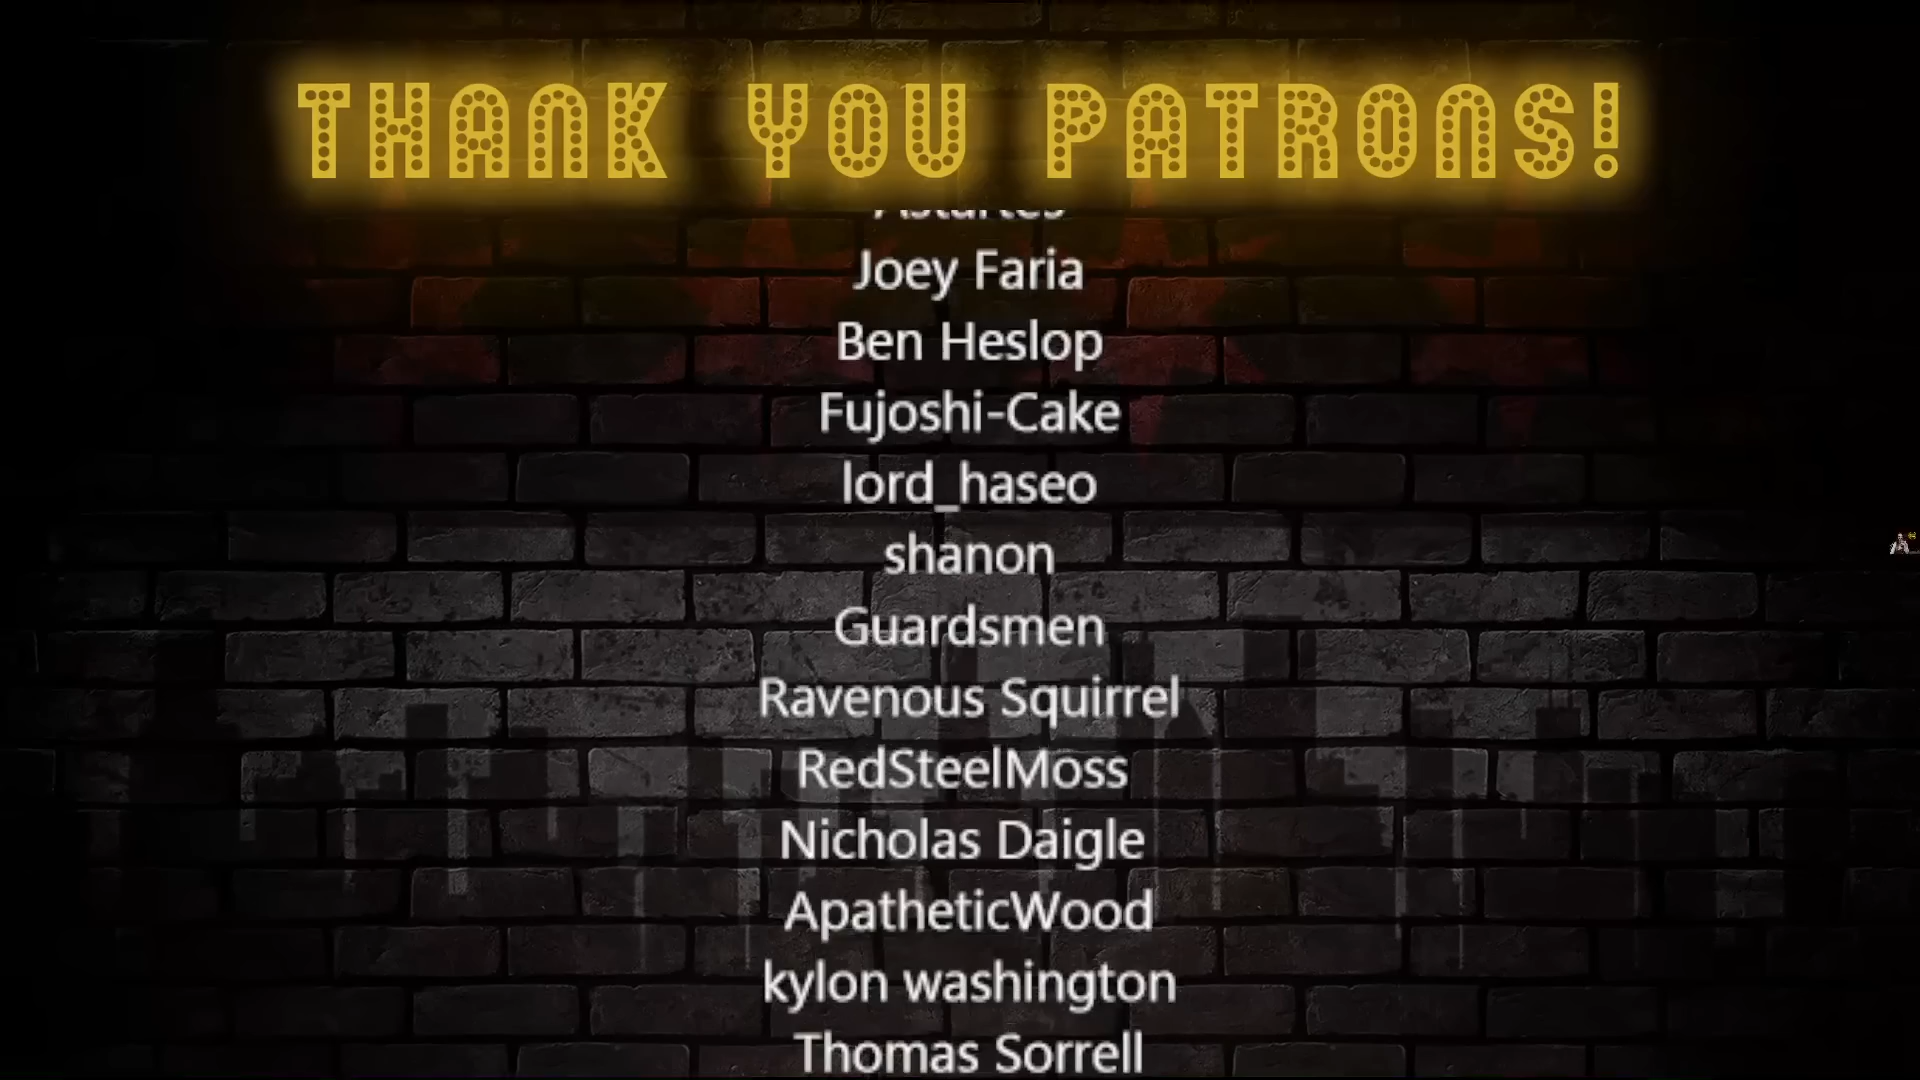 THANK YOU PATRONS!
Astartes
Joey Faria
Ben Heslop
Fujoshi-Cake
lord_haseo
shanon
Guardsmen
Ravenous Squirrel
RedSteelMoss
Nicholas Daigle
ApatheticWood
kylon washington
Thomas Sorrell